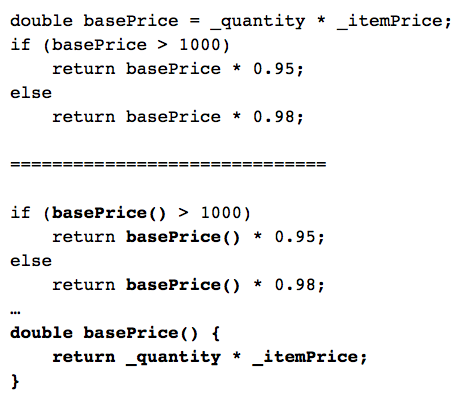 double basePrice = _quantity * _itemPrice;
if (basePrice > 1000)
    return basePrice * 0.95;
else
    return basePrice * 0.98;

==============================

if (basePrice() > 1000)
    return basePrice() * 0.95;
else
    return basePrice() * 0.98;
…
double basePrice() {
    return _quantity * _itemPrice;
}